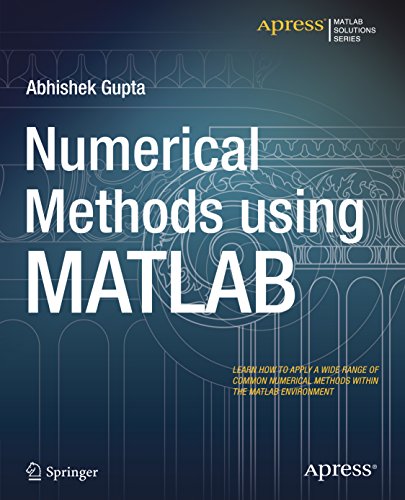 Apress®
MATLAB
SOLUTIONS
SERIES
Abhishek Gupta
Numerical
Methods using
MATLAB
LEARN HOW TO APPLY A WIDE RANGE OF
COMMON NUMERICAL METHODS WITHIN
THE MATLAB ENVIRONMENT
Springer
Apress®